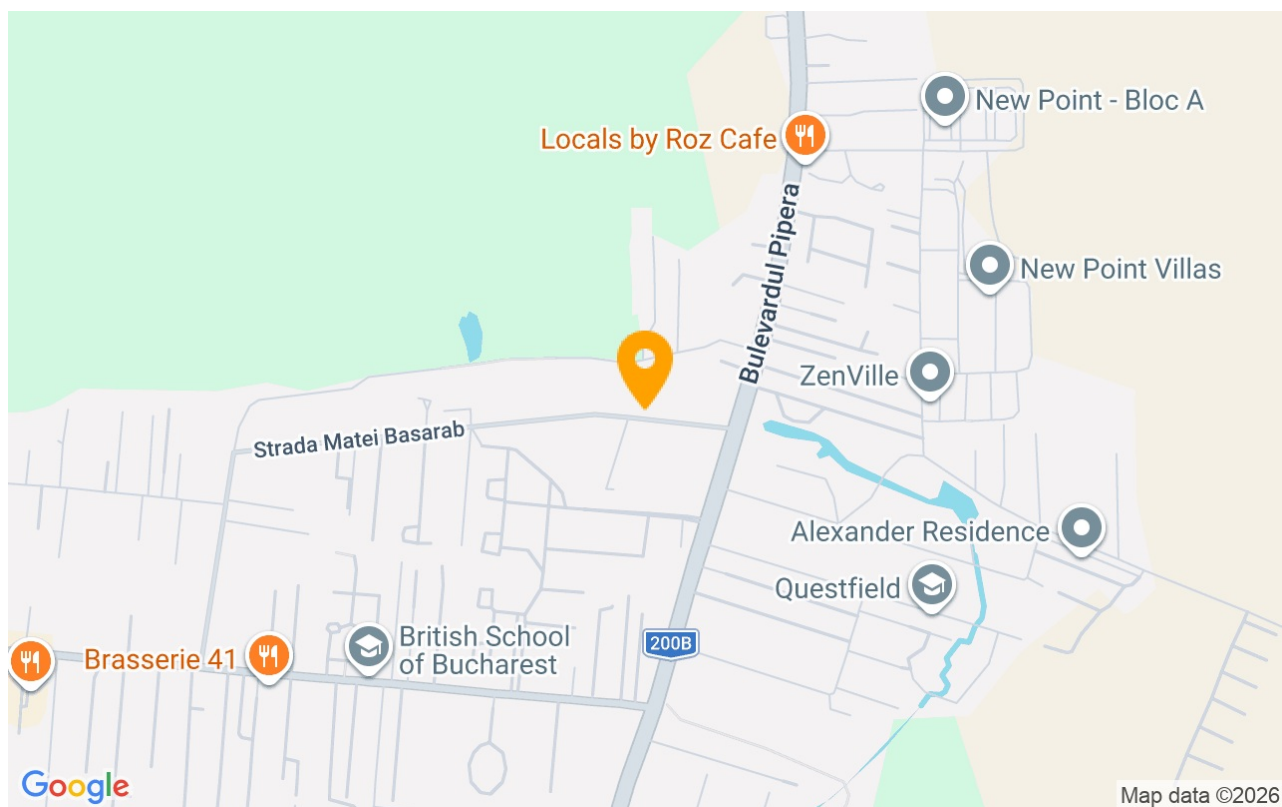 New Point - Bloc A
Locals by Roz Cafe
Bulevardul Pipera
New Point Villas
ZenVille
Strada Matei Basarab
Alexander Residence
Questfield
200B
British School
of Bucharest
Brasserie 41
Google
Map data ©2026